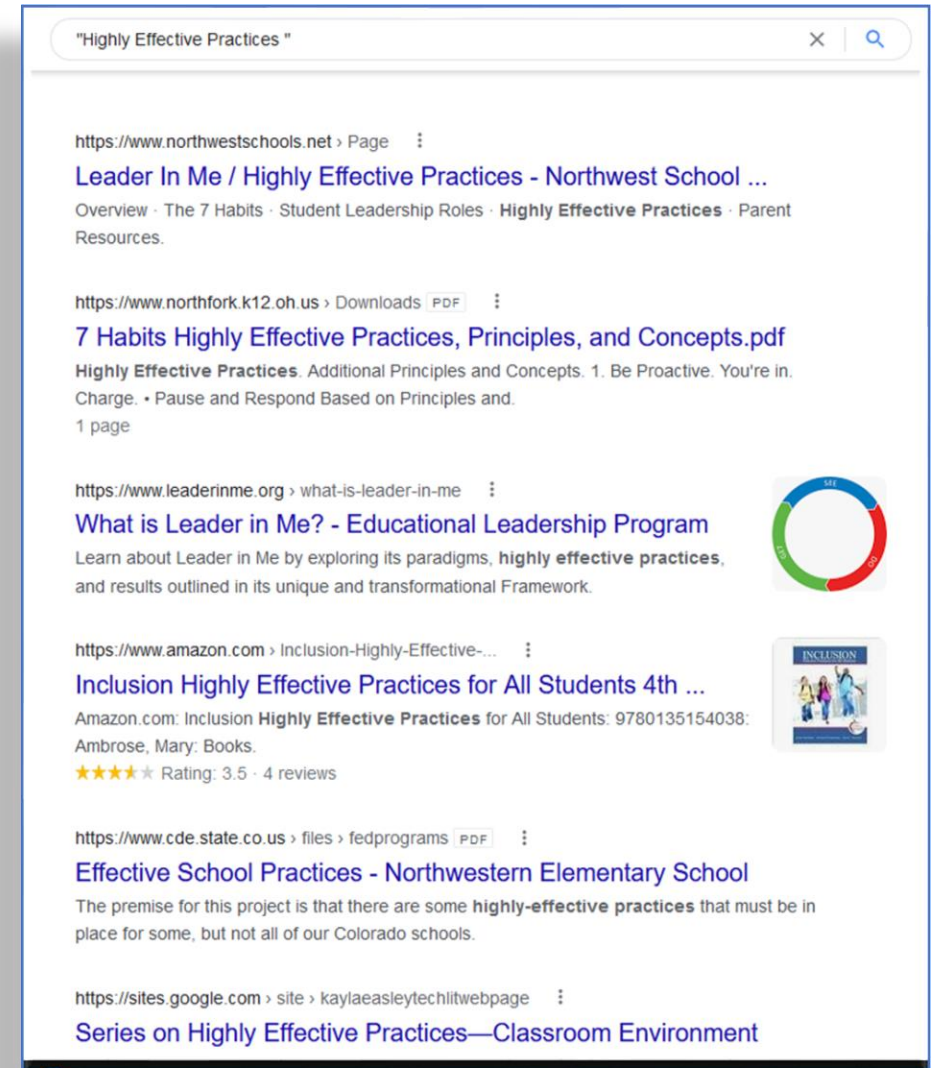 "Highly Effective Practices "
https://www.northwestschools.net › Page
Leader In Me / Highly Effective Practices - Northwest School ...
Overview · The 7 Habits · Student Leadership Roles · Highly Effective Practices · Parent
Resources.
https://www.northfork.k12.oh.us › Downloads PDF
7 Habits Highly Effective Practices, Principles, and Concepts.pdf
Highly Effective Practices. Additional Principles and Concepts. 1. Be Proactive. You're in.
Charge. • Pause and Respond Based on Principles and.
1 page
https://www.leaderinme.org › what-is-leader-in-me
What is Leader in Me? - Educational Leadership Program
Learn about Leader in Me by exploring its paradigms, highly effective practices,
and results outlined in its unique and transformational Framework.
SEE
DO
GET
https://www.amazon.com › Inclusion-Highly-Effective-...
Inclusion Highly Effective Practices for All Students 4th ...
Amazon.com: Inclusion Highly Effective Practices for All Students: 9780135154038:
Ambrose, Mary: Books.
Rating: 3.5 · 4 reviews
INCLUSION
https://www.cde.state.co.us › files › fedprograms PDF
Effective School Practices - Northwestern Elementary School
The premise for this project is that there are some highly-effective practices that must be in
place for some, but not all of our Colorado schools.
https://sites.google.com › site › kaylaeasleytechlitwebpage
Series on Highly Effective Practices—Classroom Environment